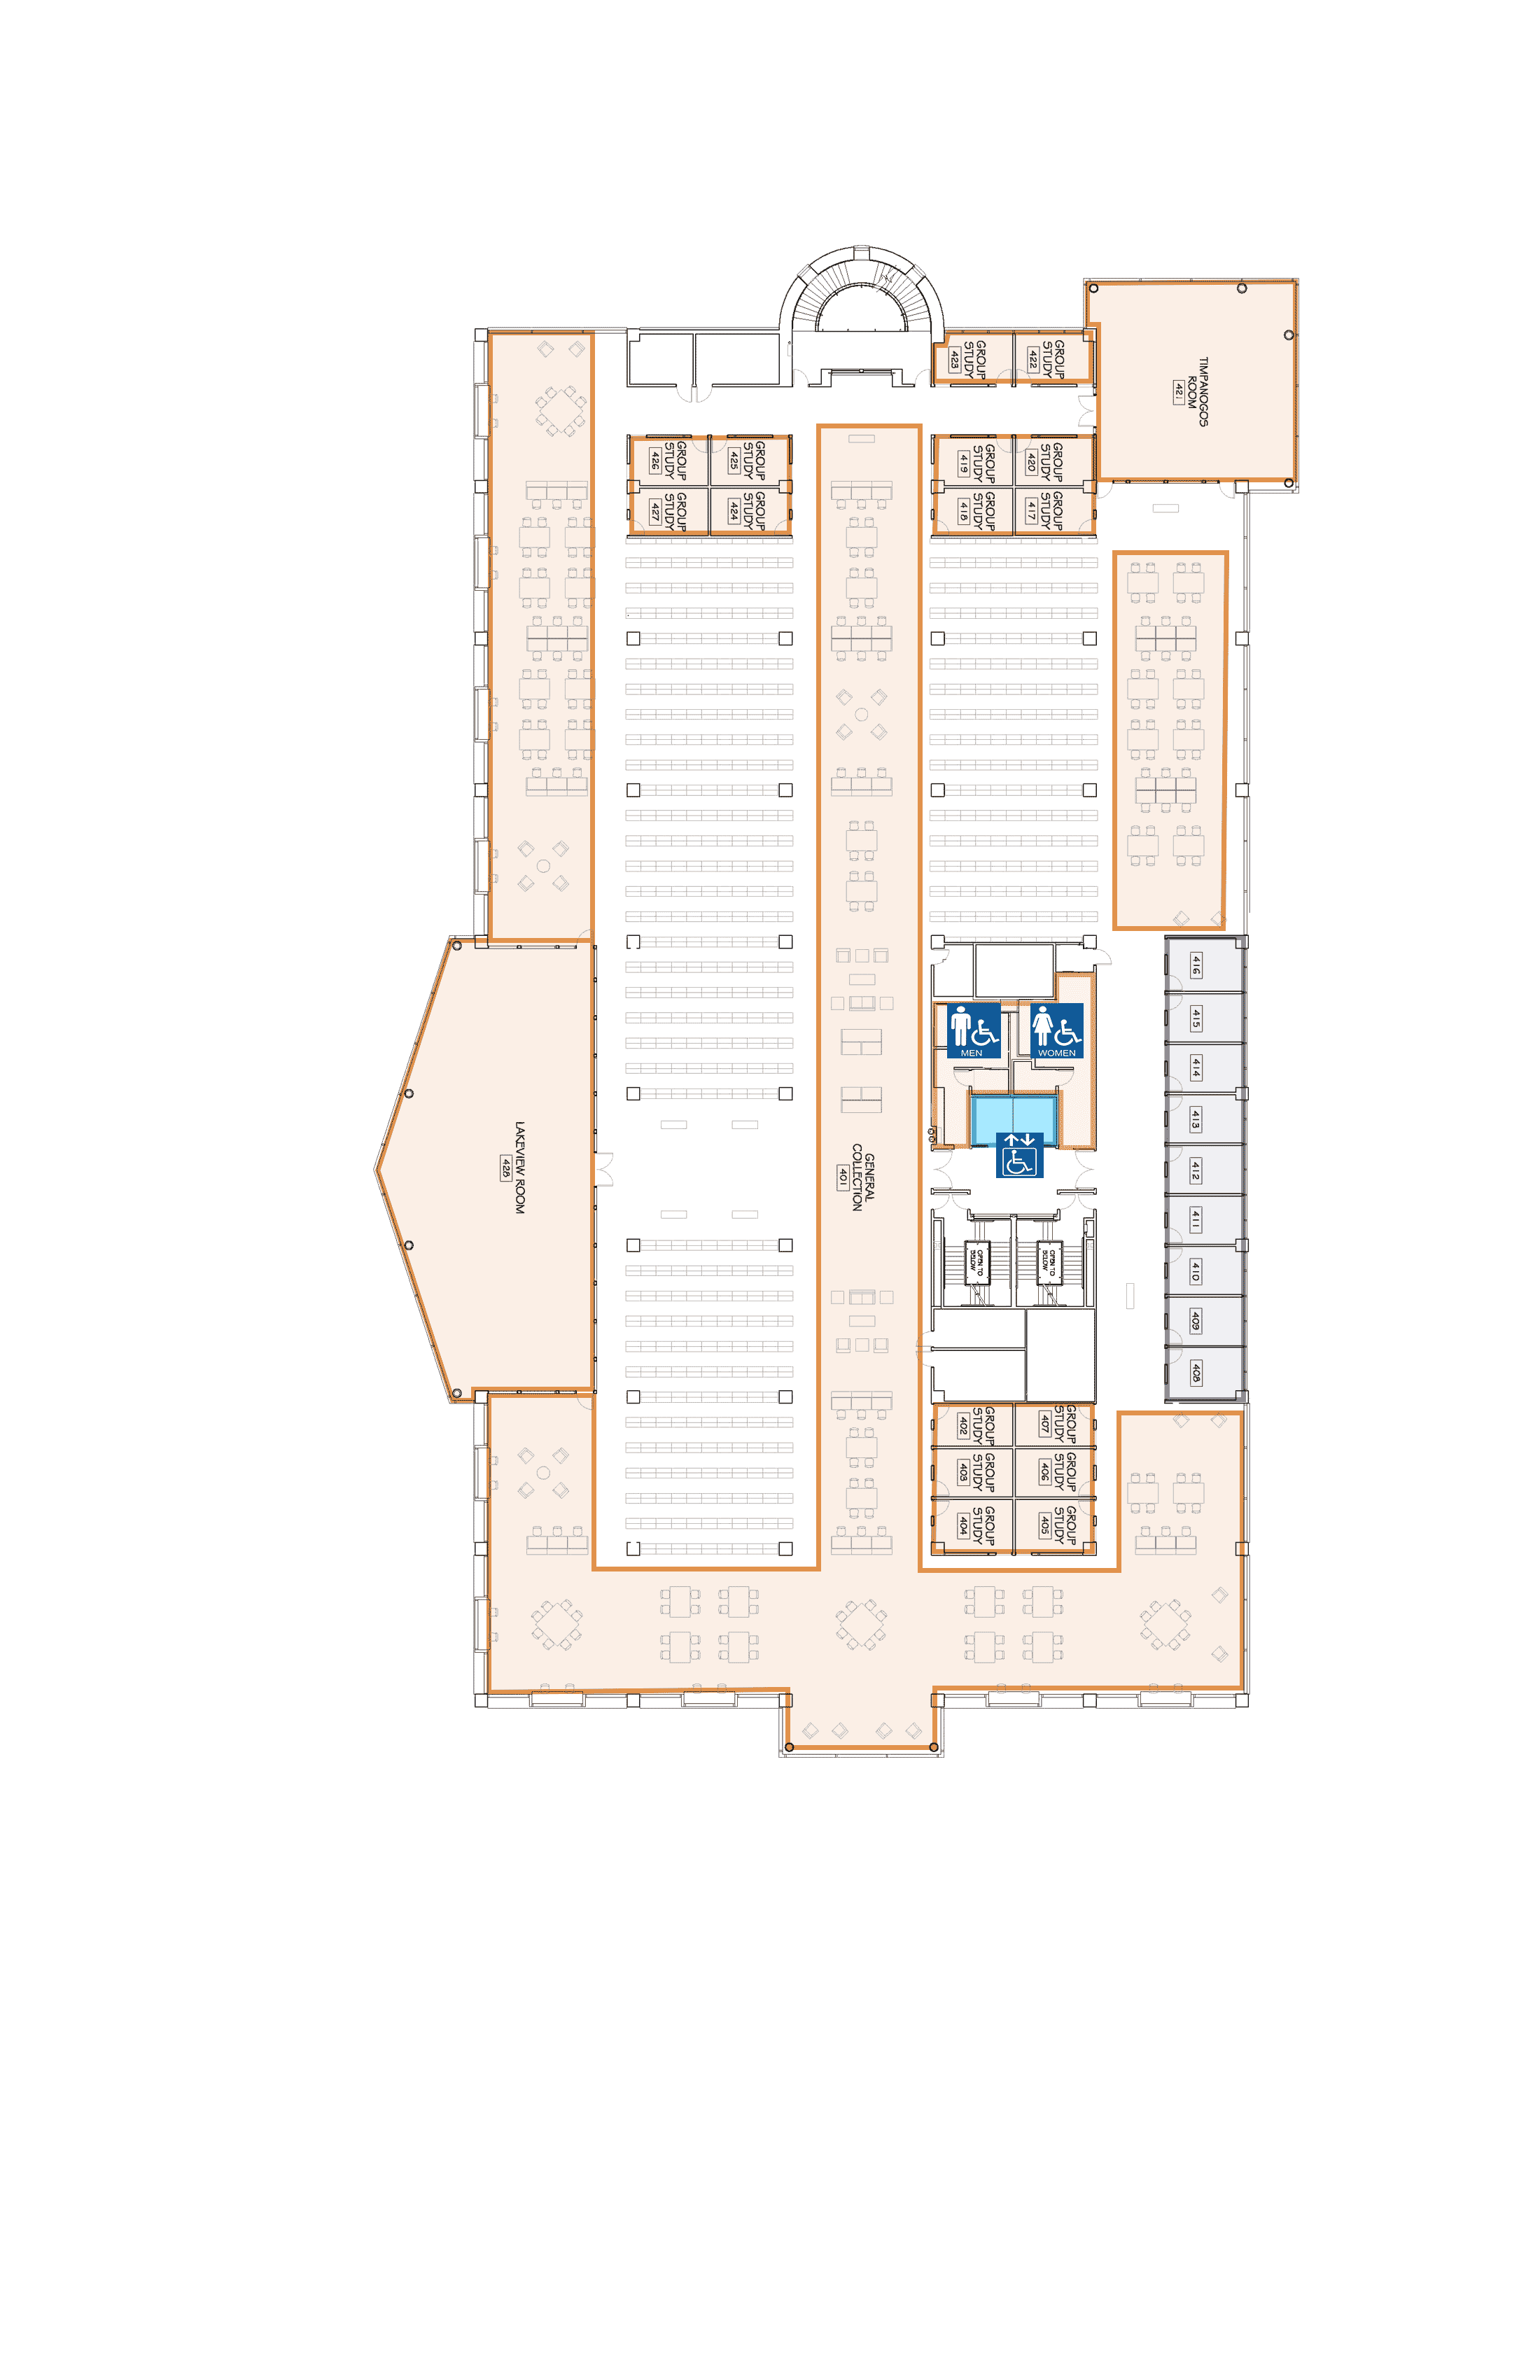 GROUP
STUDY
423
GROUP
STUDY
422
TIMPANOGOS
ROOM
421
GROUP
STUDY
426
GROUP
STUDY
425
GROUP
STUDY
419
GROUP
STUDY
420
GROUP
STUDY
427
GROUP
STUDY
424
GROUP
STUDY
418
GROUP
STUDY
417
416
415
MEN
WOMEN
414
413
LAKEVIEW ROOM
428
GENERAL
COLLECTION
401
412
411
OPEN TO
BELOW
OPEN TO
BELOW
410
409
408
GROUP
STUDY
402
GROUP
STUDY
407
GROUP
STUDY
403
GROUP
STUDY
406
GROUP
STUDY
404
GROUP
STUDY
405